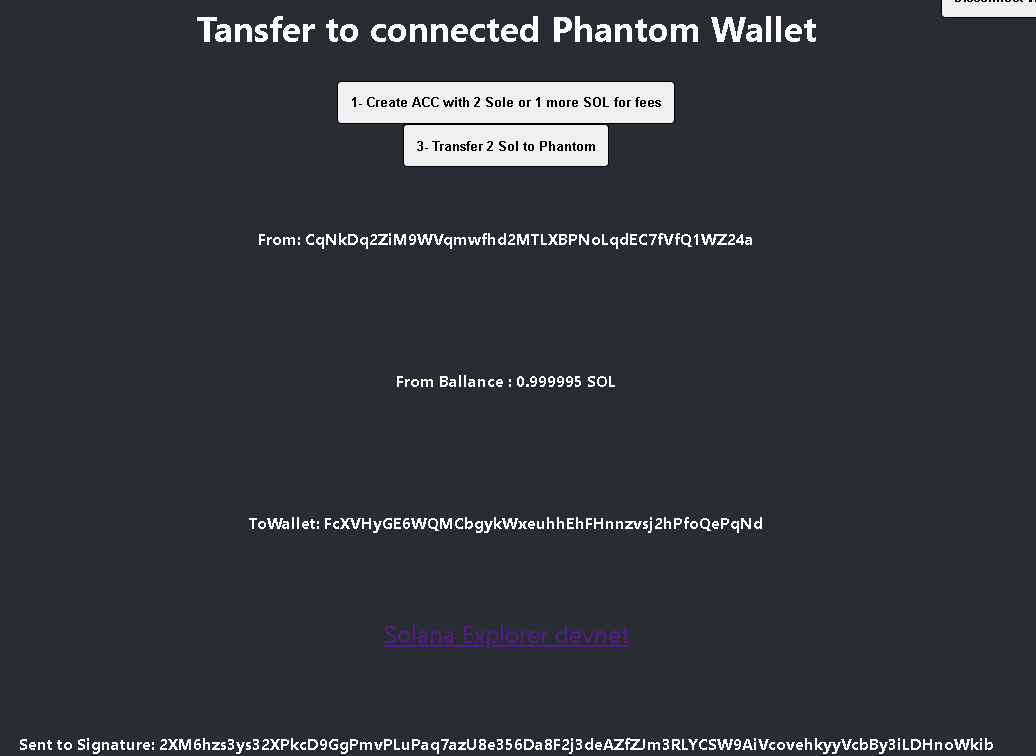 Disconnect
Tansfer to connected Phantom Wallet
1- Create ACC with 2 Sole or 1 more SOL for fees
3- Transfer 2 Sol to Phantom
From: CqNkDq2ZiM9WVqmwfhd2MTLXBPNoLqdEC7fVfQ1WZ24a
From Ballance : 0.999995 SOL
ToWallet: FcXVHyGE6WQMCbgykWxeuhhEhFHnnzvsj2hPfoQePqNd
Solana Explorer devnet
Sent to Signature: 2XM6hzs3ys32XPkcD9GgPmvPLuPaq7azU8e356Da8F2j3deAZfZJm3RLYCSW9AiVcovehkyyVcbBy3iLDHnoWkib